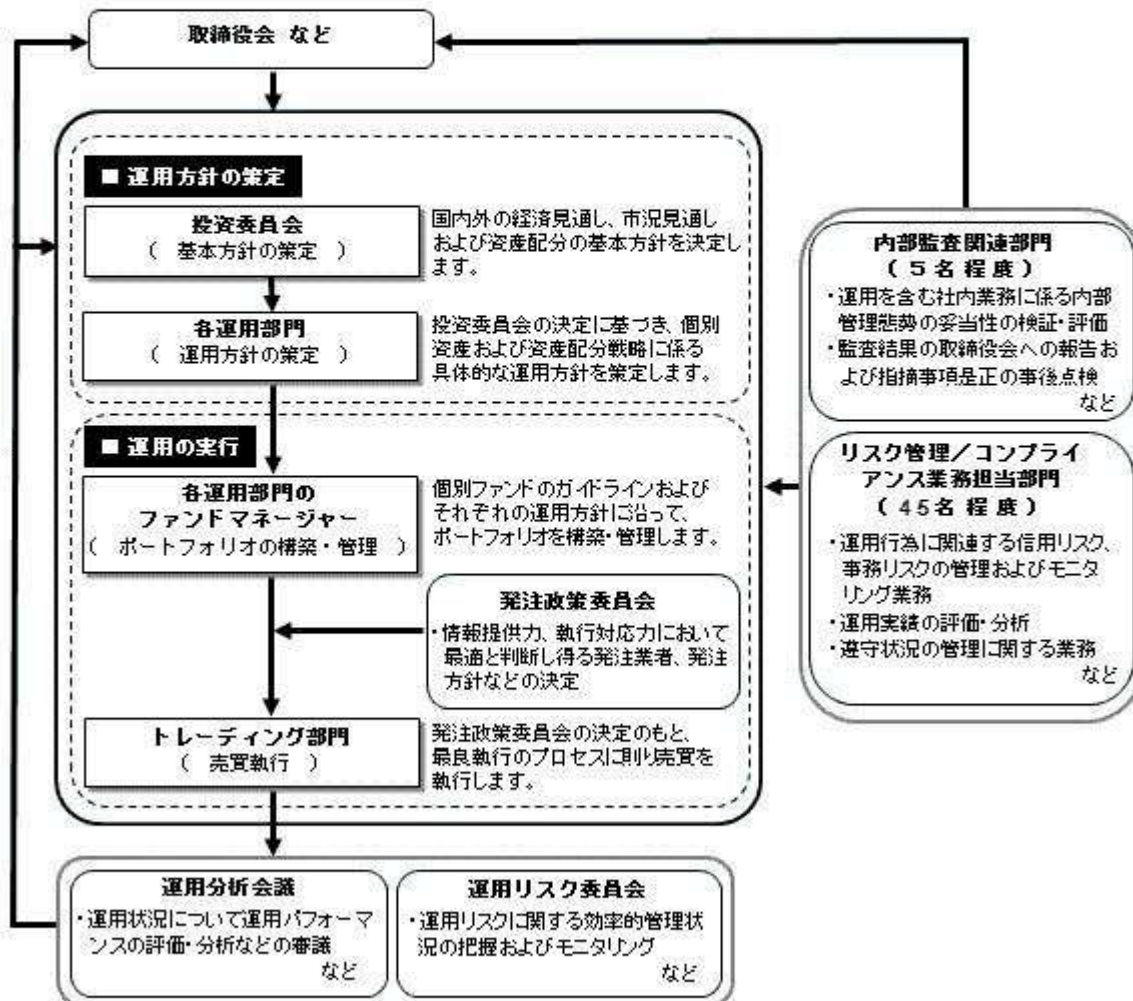 取締役会 など
■ 運用方針の策定
投資委員会
( 基本方針の策定 )
国内外の経済見通し、市況見通し
および資産配分の基本方針を決定し
ます。
各運用部門
( 運用方針の策定 )
投資委員会の決定に基づき、個別
資産および資産配分戦略に係る
具体的な運用方針を策定します。
■ 運用の実行
各運用部門の
ファンドマネージャー
( ポートフォリオの構築・管理 )
個別ファンドのガイドラインおよび
それぞれの運用方針に沿って、
ポートフォリオを構築・管理します。
発注政策委員会
・情報提供力、執行対応力において
最適と判断し得る発注業者、発注
方針などの決定
トレーディング部門
( 売買執行 )
発注政策委員会の決定のもと、
最良執行のプロセスに則り売買を
執行します。
内部監査関連部門
( 5名程度 )
・運用を含む社内業務に係る内部
管理態勢の妥当性の検証・評価
・監査結果の取締役会への報告お
よび指摘事項是正の事後点検
など
リスク管理/コンプライ
アンス業務担当部門
( 45名程度 )
・運用行為に関連する信用リスク、
事務リスクの管理およびモニタ
リング業務
・運用実績の評価・分析
・遵守状況の管理に関する業務
など
運用分析会議
・運用状況について運用パフォーマ
ンスの評価・分析などの審議
など
運用リスク委員会
・運用リスクに関する効率的管理状
況の把握およびモニタリング
など